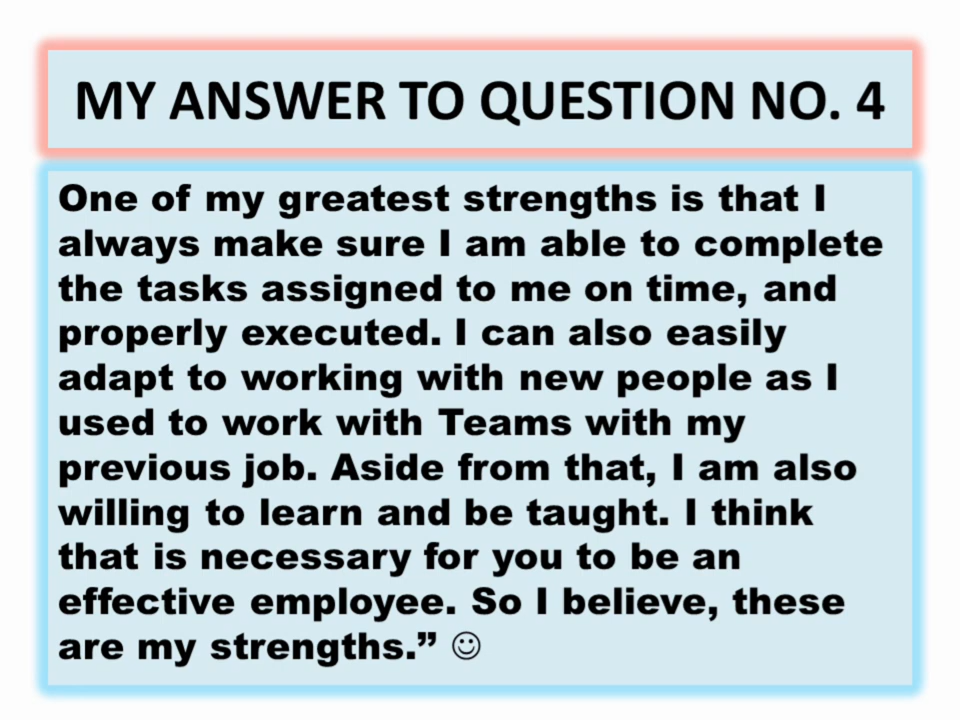 MY ANSWER TO QUESTION NO. 4
One of my greatest strengths is that I
always make sure I am able to complete
the tasks assigned to me on time, and
properly executed. I can also easily
adapt to working with new people as I
used to work with Teams with my
previous job. Aside from that, I am also
willing to learn and be taught. I think
that is necessary for you to be an
effective employee. So I believe, these
are my strengths.” ☺